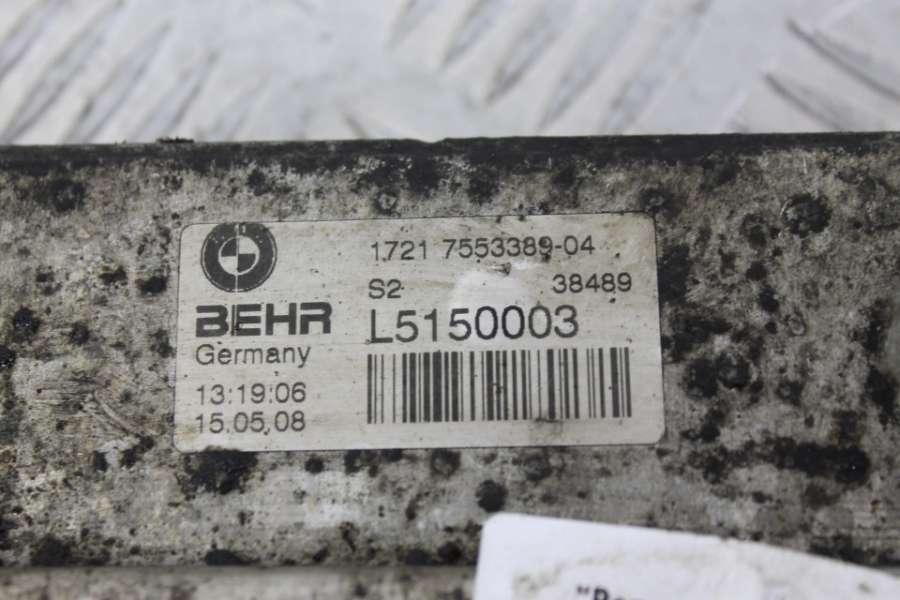 1721 7553389-04
S2 38489
BEHR L5150003
Germany
13:19:06
15.05.08